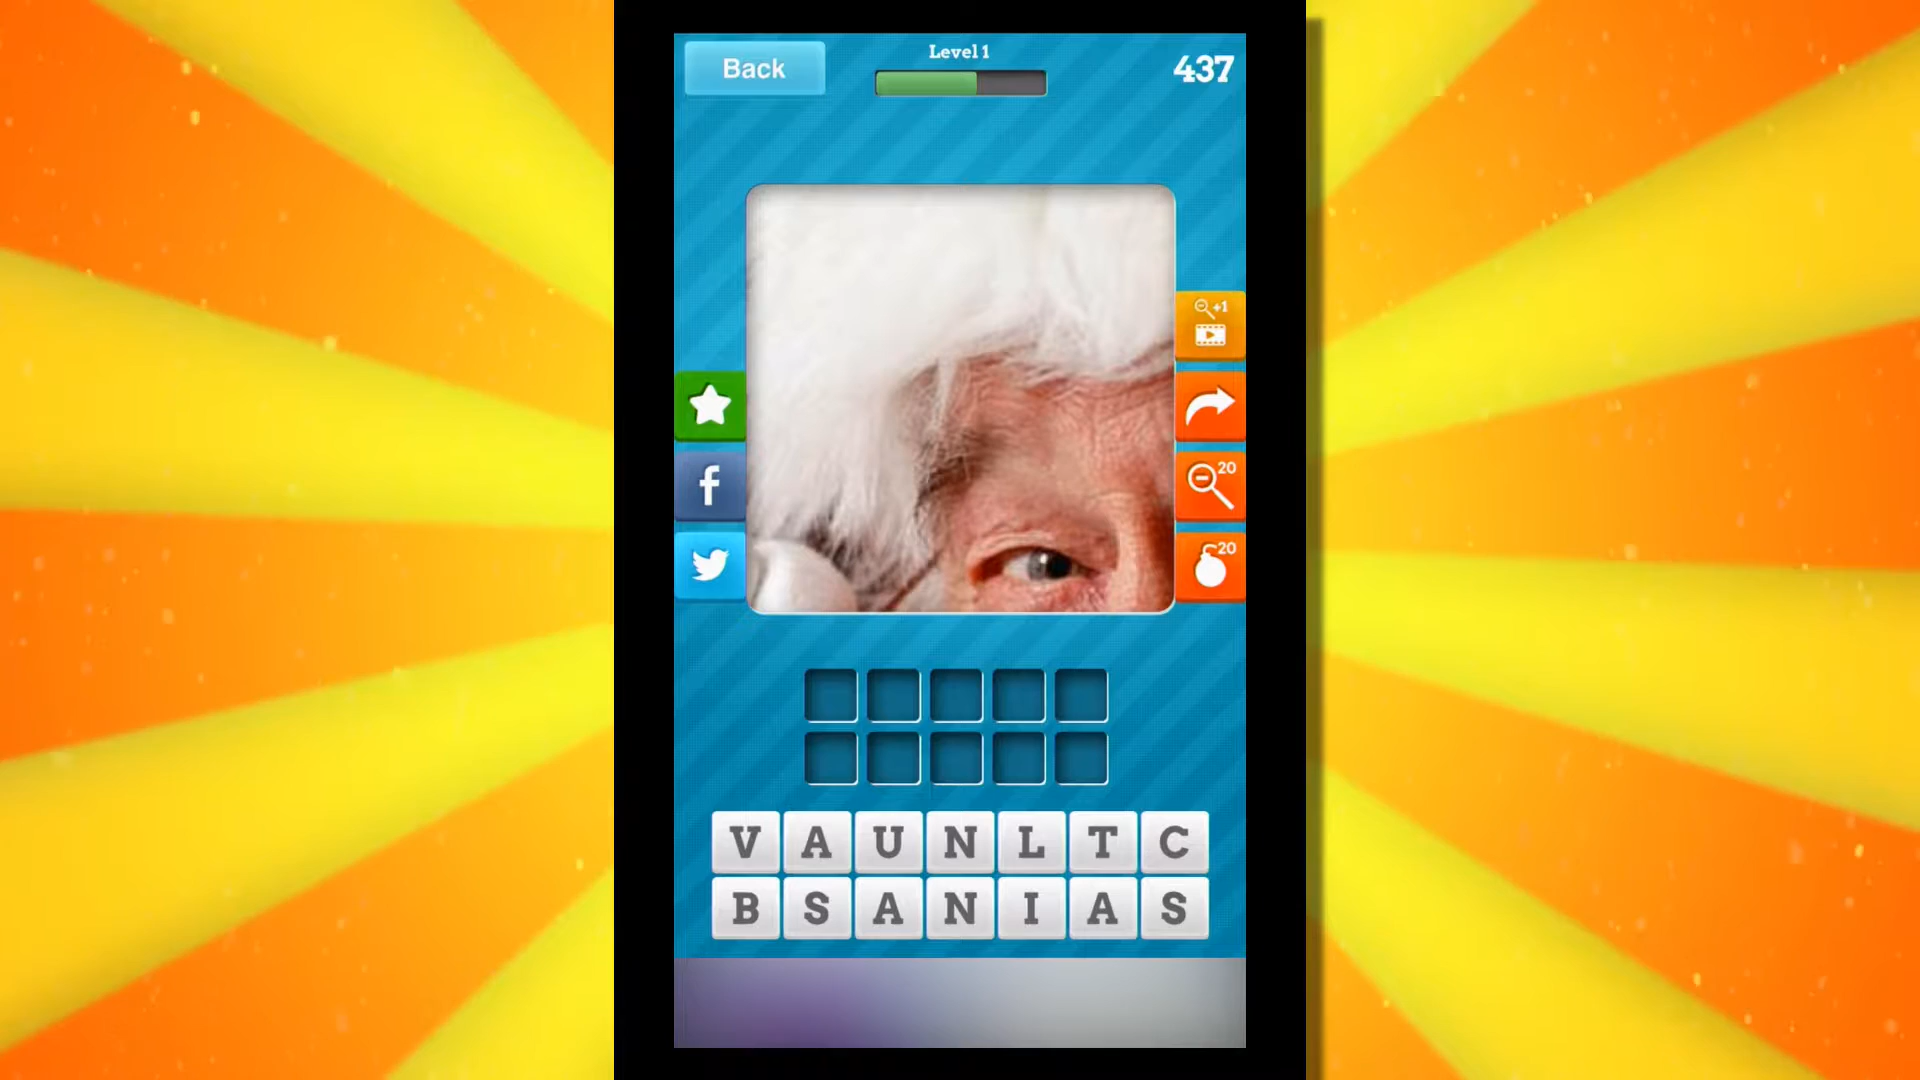 Level 1
Back
437
+1
20
20
V A U N L T C
B S A N I A S